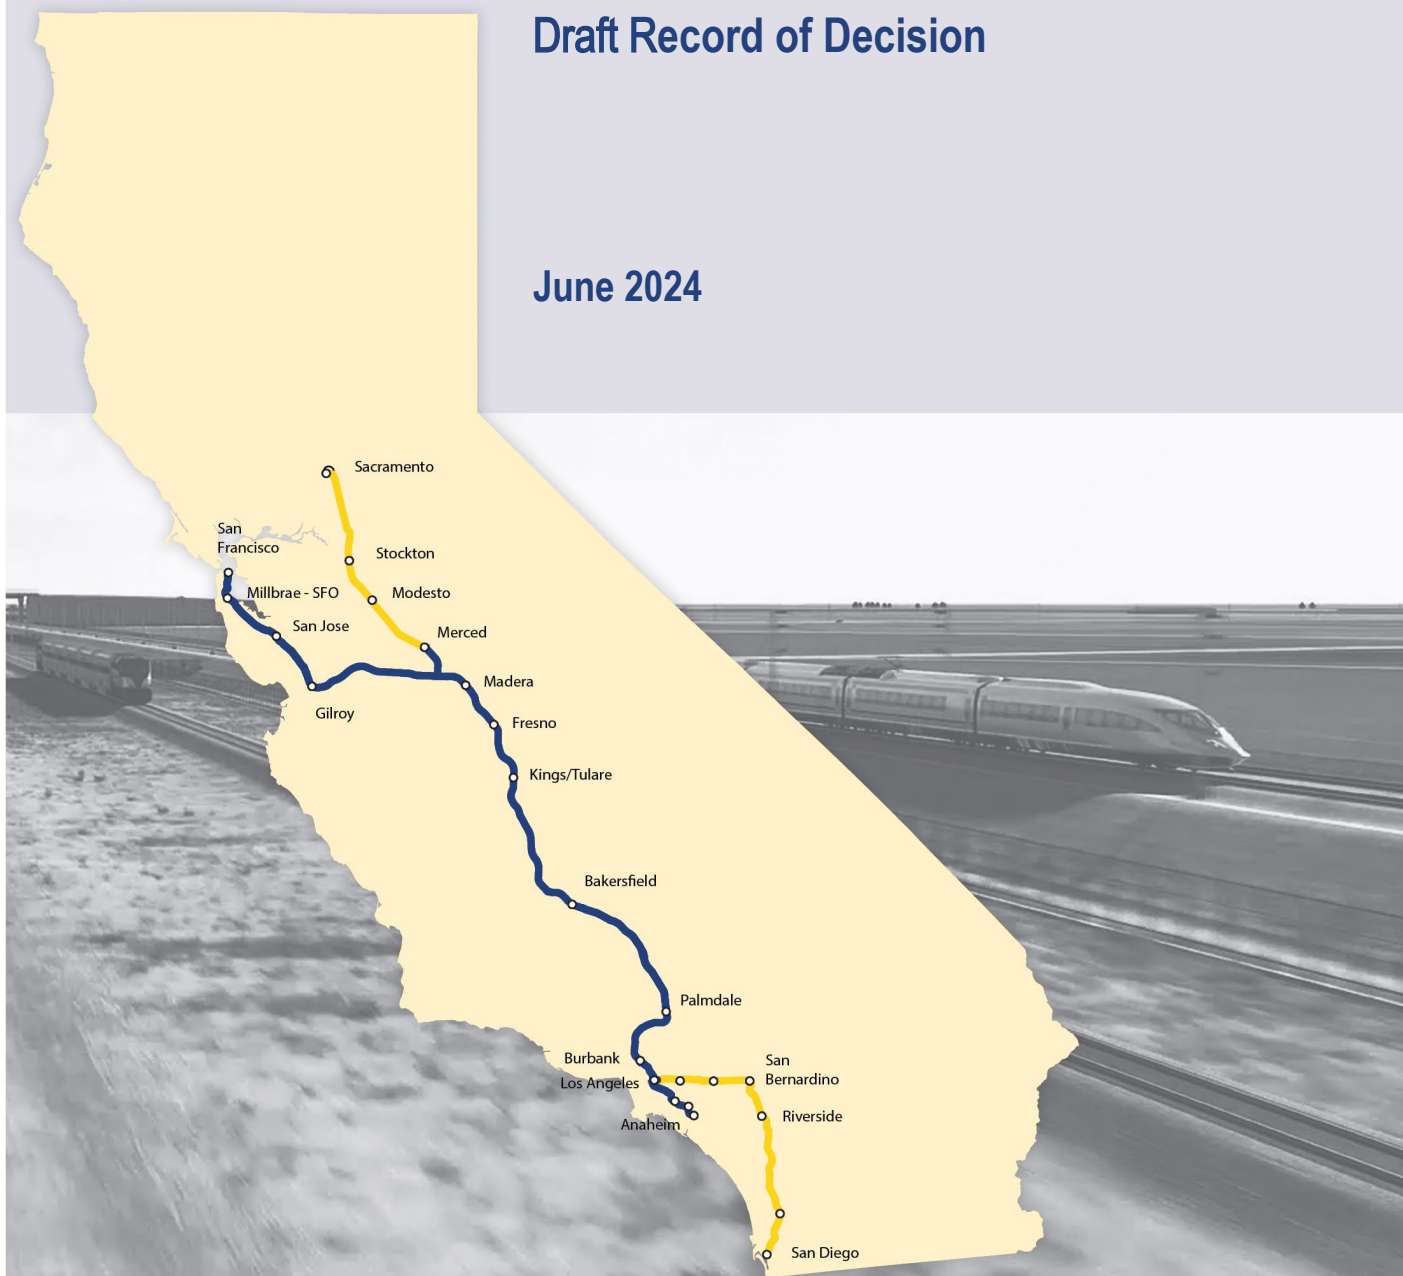 Draft Record of Decision
June 2024
Sacramento
San
Francisco
Stockton
Millbrae - SFO
Modesto
San Jose
Merced
Madera
Gilroy
Fresno
Kings/Tulare
Bakersfield
Palmdale
Burbank
San
Bernardino
Los Angeles
Riverside
Anaheim
San Diego